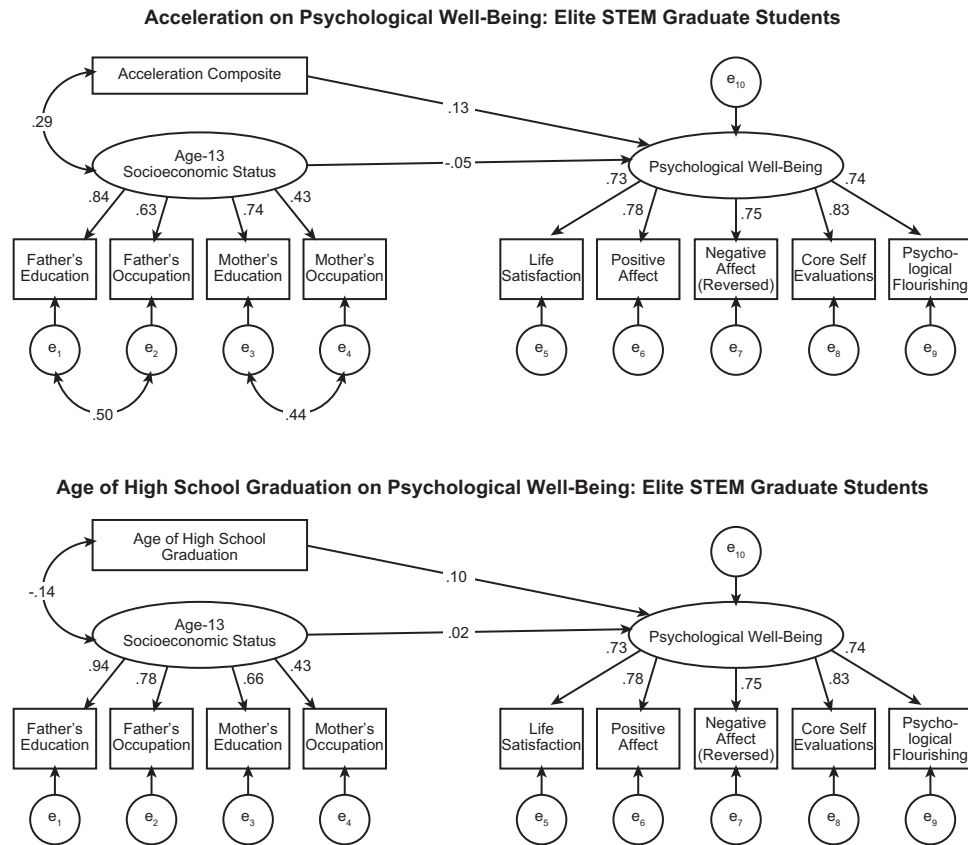 Acceleration on Psychological Well-Being: Elite STEM Graduate Students
Acceleration Composite
e10
.29
.13
Age-13
Socioeconomic Status
-.05
Psychological Well-Being
.84
.63
.74
.43
.73
.78
.75
.83
.74
Father's
Education
Father's
Occupation
Mother's
Education
Mother's
Occupation
Life
Satisfaction
Positive
Affect
Negative
Affect
(Reversed)
Core Self
Evaluations
Psycho-
logical
Flourishing
e1
e2
e3
e4
e5
e6
e7
e8
e9
.50
.44
Age of High School Graduation on Psychological Well-Being: Elite STEM Graduate Students
Age of High School
Graduation
e10
-.14
.10
Age-13
Socioeconomic Status
.02
Psychological Well-Being
.94
.78
.66
.43
.73
.78
.75
.83
.74
Father's
Education
Father's
Occupation
Mother's
Education
Mother's
Occupation
Life
Satisfaction
Positive
Affect
Negative
Affect
(Reversed)
Core Self
Evaluations
Psycho-
logical
Flourishing
e1
e2
e3
e4
e5
e6
e7
e8
e9